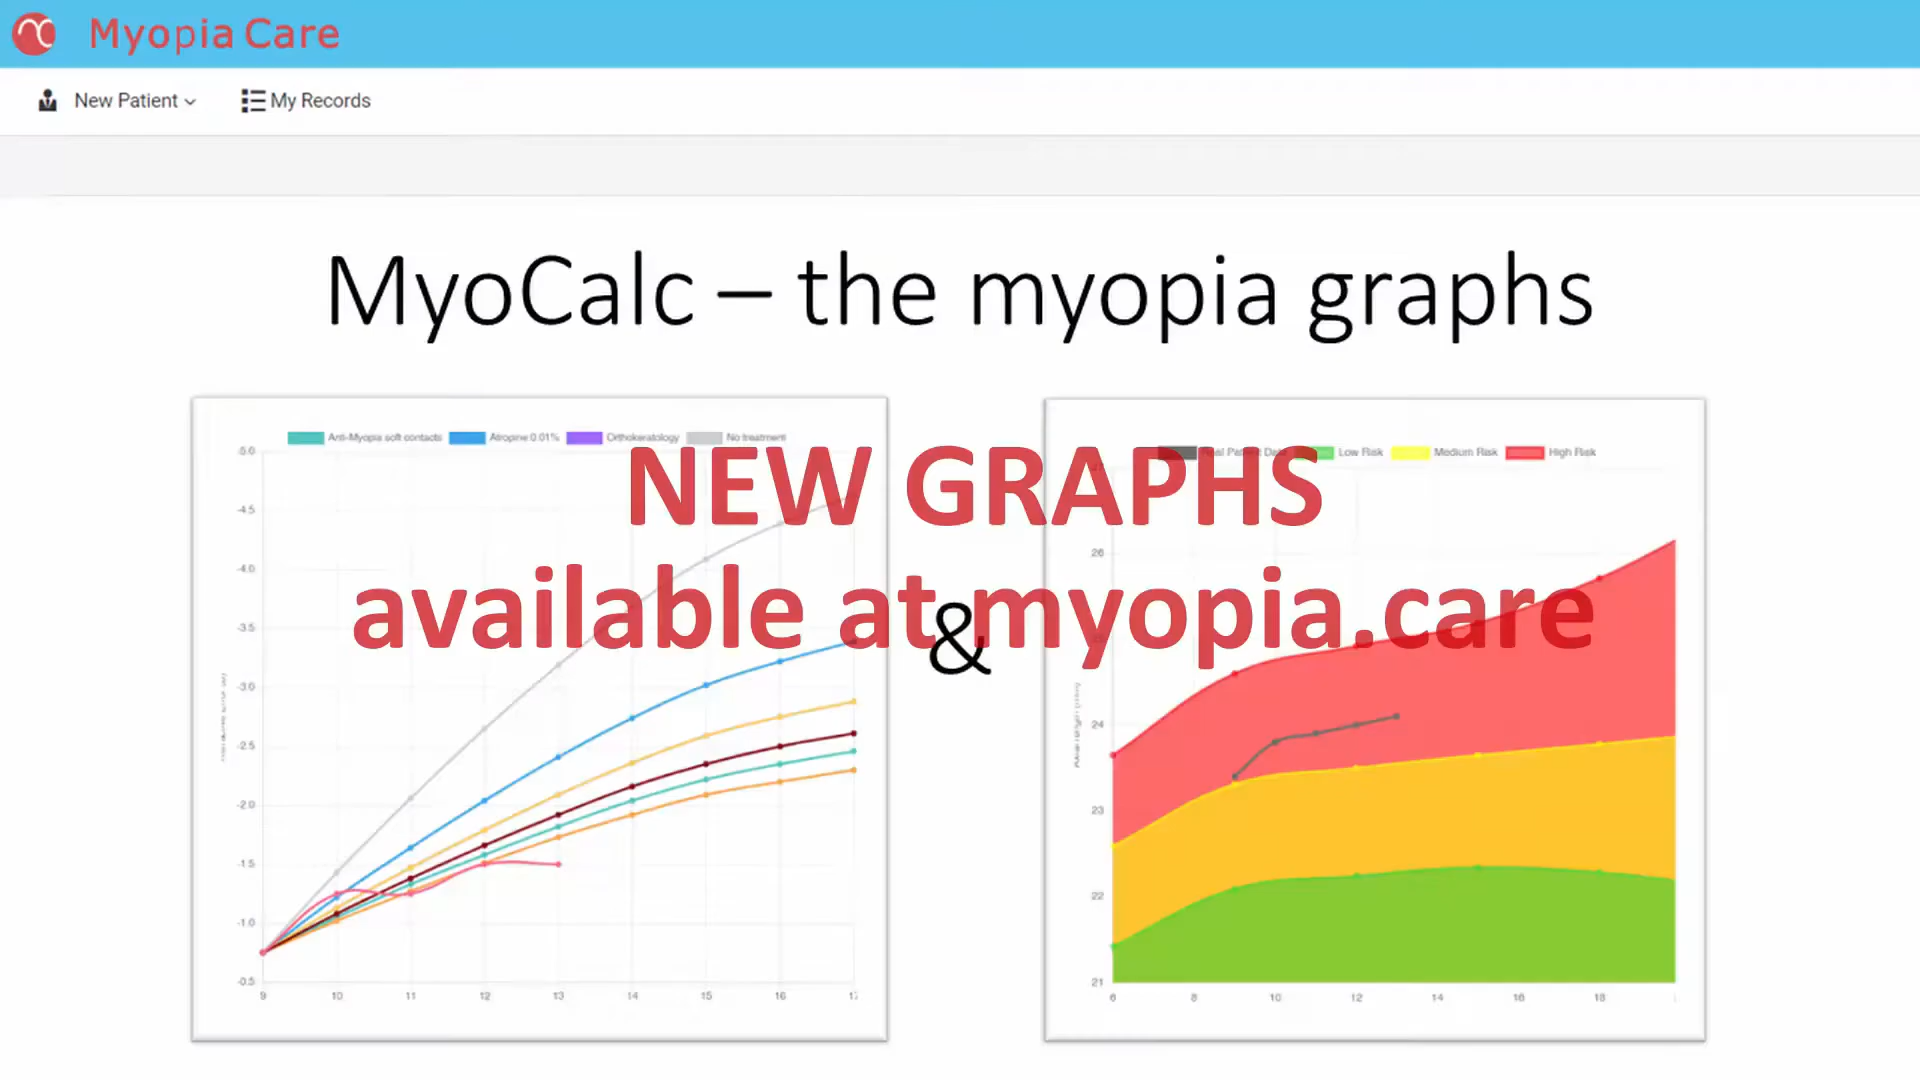 Myopia Care
New Patient
My Records
MyoCalc – the myopia graphs
Anti-Myopia soft contacts Atropine 0.01% Orthokeratology No treatment
Low Risk Medium Risk High Risk
NEW GRAPHS
available at myopia.care
&
-5.0
-4.5
-4.0
-3.5
-3.0
-2.5
-2.0
-1.5
-1.0
-0.5
9 10 11 12 13 14 15 16
26
24
23
22
21
6 8 10 12 14 16 18